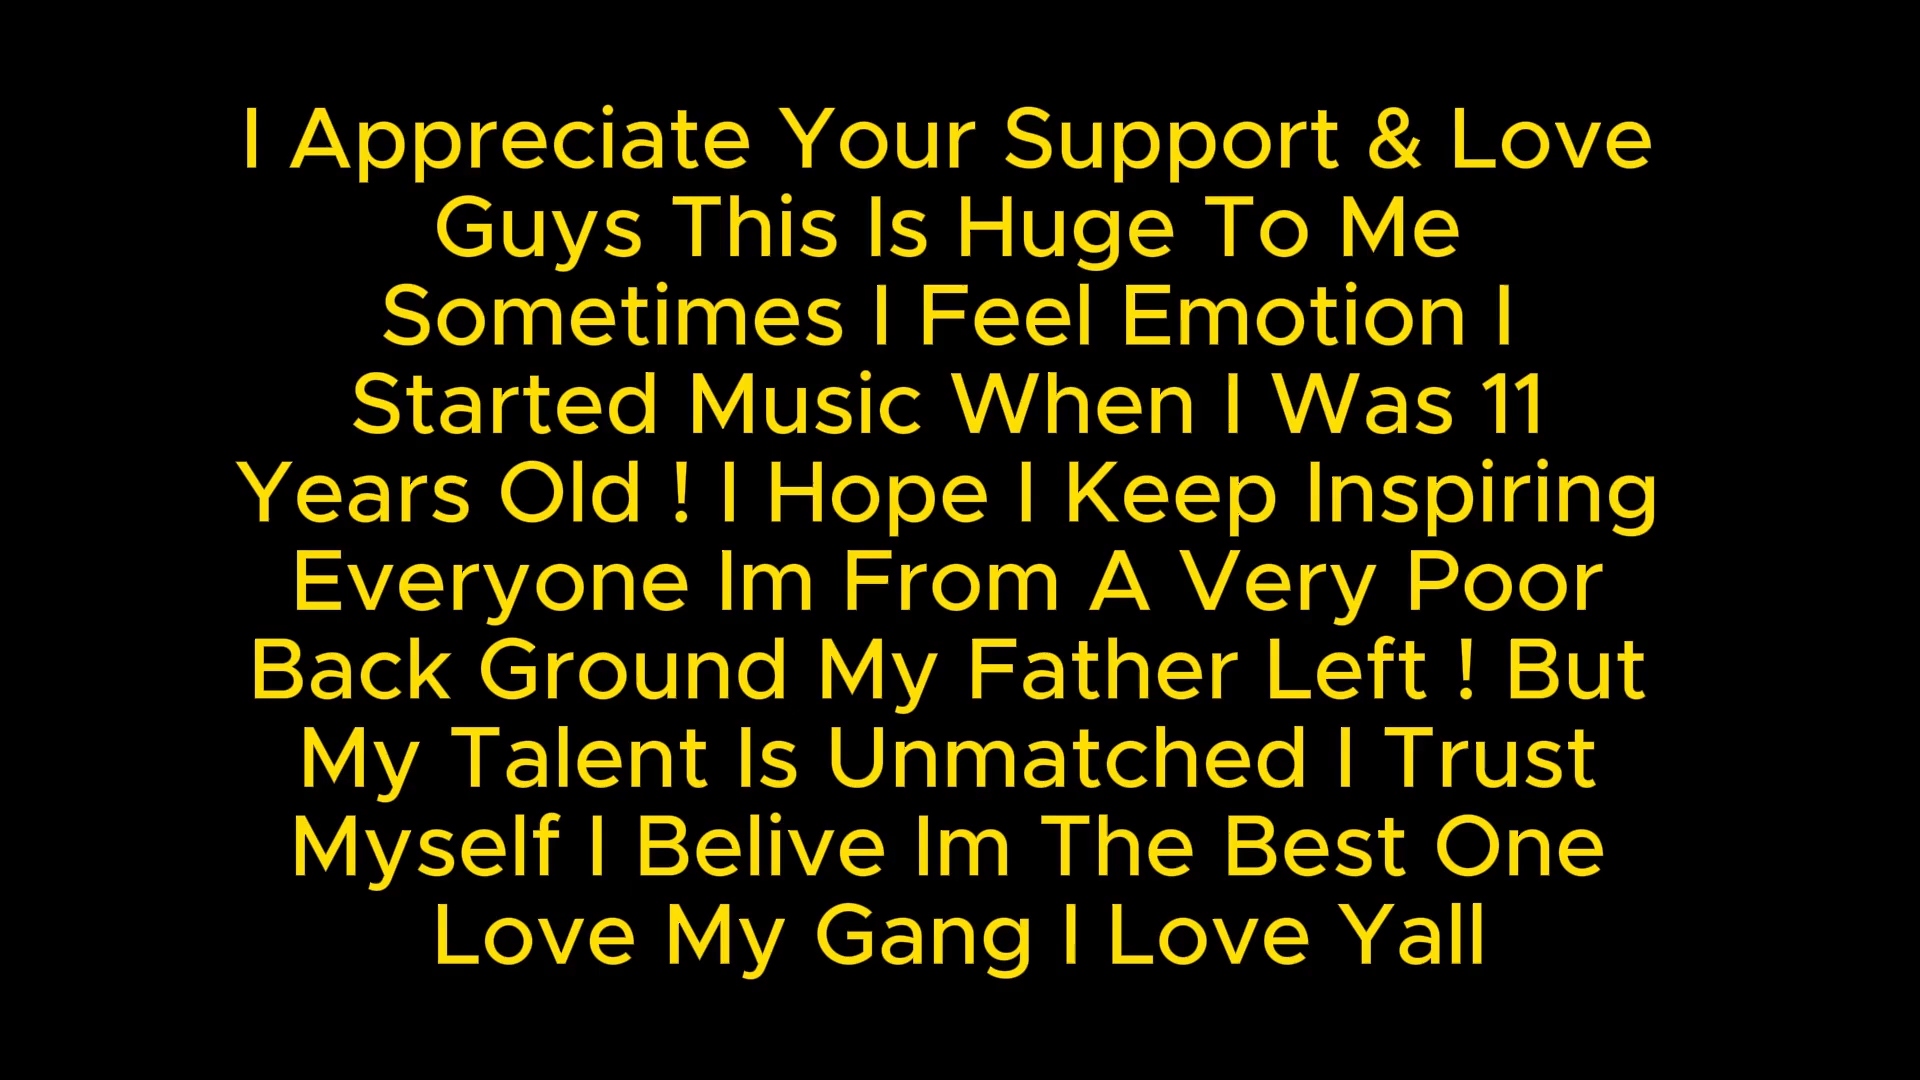 I Appreciate Your Support & Love
Guys This Is Huge To Me
Sometimes I Feel Emotion I
Started Music When I Was 11
Years Old ! I Hope I Keep Inspiring
Everyone Im From A Very Poor
Back Ground My Father Left ! But
My Talent Is Unmatched I Trust
Myself I Belive Im The Best One
Love My Gang I Love Yall